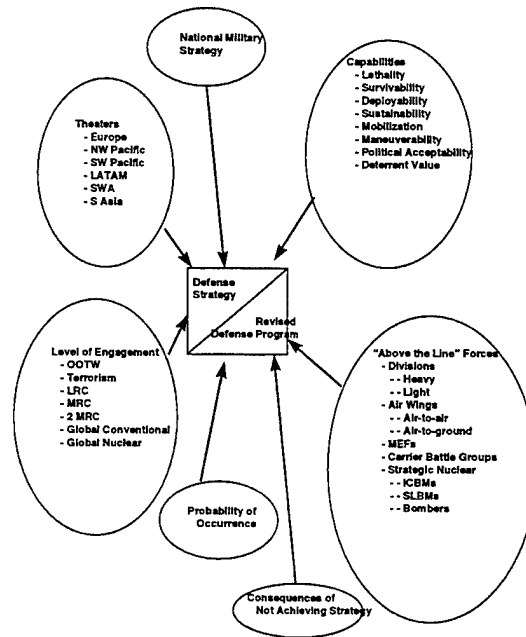 National Military
Strategy
Capabilities
- Lethality
- Survivability
- Deployability
- Sustainability
- Mobilization
- Maneuverability
- Political Acceptability
- Deterrent Value
Theaters
- Europe
- NW Pacific
- SW Pacific
- LATAM
- SWA
- S Asia
Defense
Strategy
Revised
Defense Program
Level of Engagement
- OOTW
- Terrorism
- LRC
- MRC
- 2 MRC
- Global Conventional
- Global Nuclear
"Above the Line" Forces
- Divisions
- - Heavy
- - Light
- Air Wings
- - Air-to-air
- - Air-to-ground
- MEFs
- Carrier Battle Groups
- Strategic Nuclear
- - ICBMs
- - SLBMs
- - Bombers
Probability of
Occurrence
Consequences of
Not Achieving Strategy